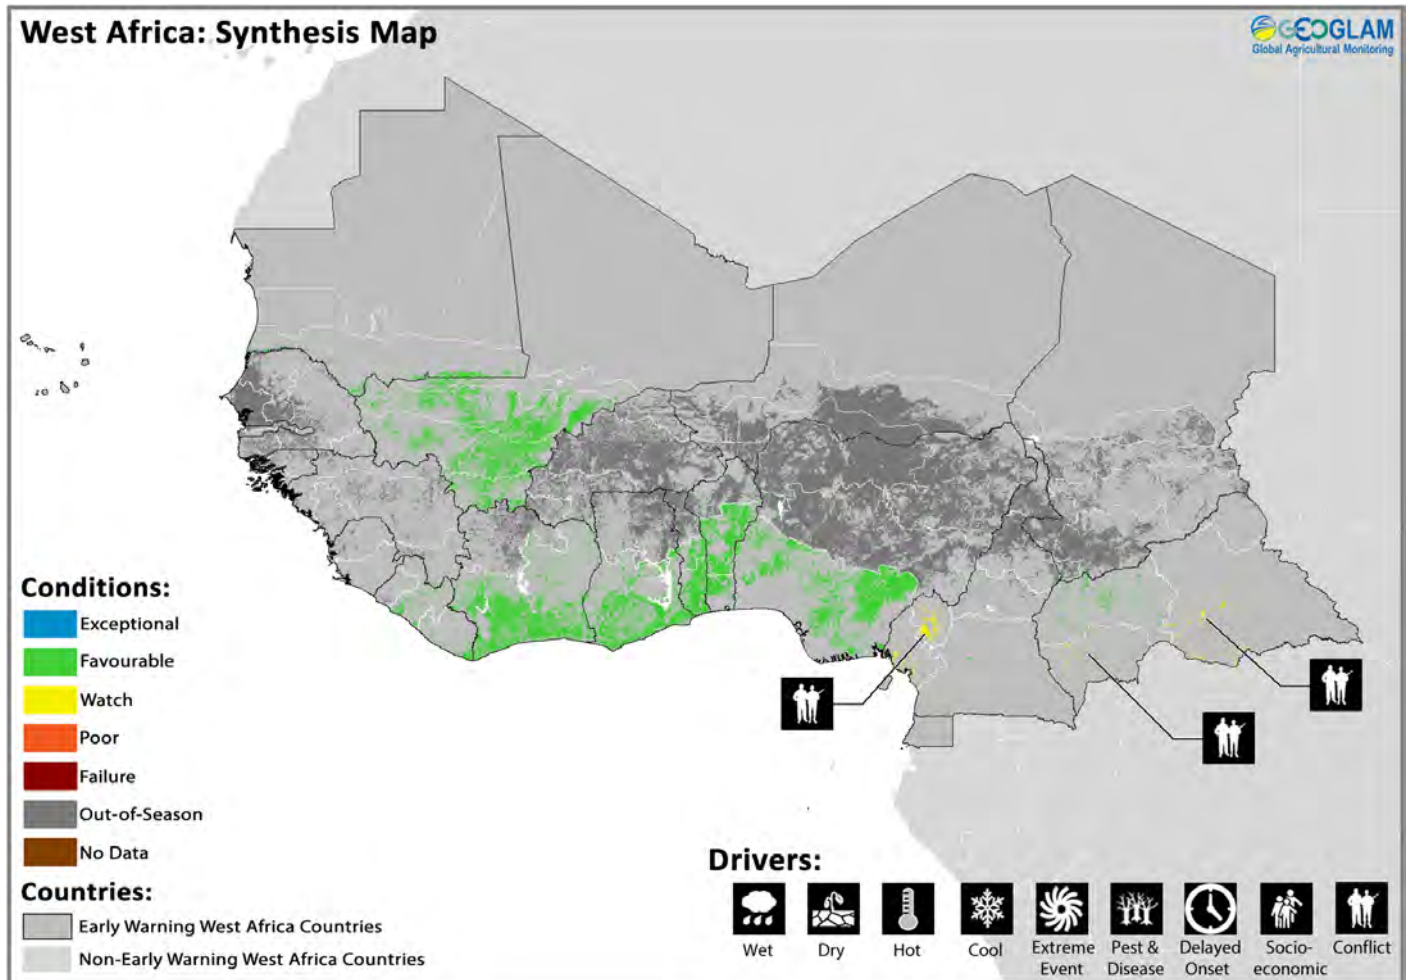 West Africa: Synthesis Map
GEOGLAM
Global Agricultural Monitoring
Conditions:
Exceptional
Favourable
Watch
Poor
Failure
Out-of-Season
No Data
Countries:
Early Warning West Africa Countries
Non-Early Warning West Africa Countries
Drivers:
Wet
Dry
Hot
Cool
Extreme
Event
Pest &
Disease
Delayed
Onset
Socio-
economic
Conflict